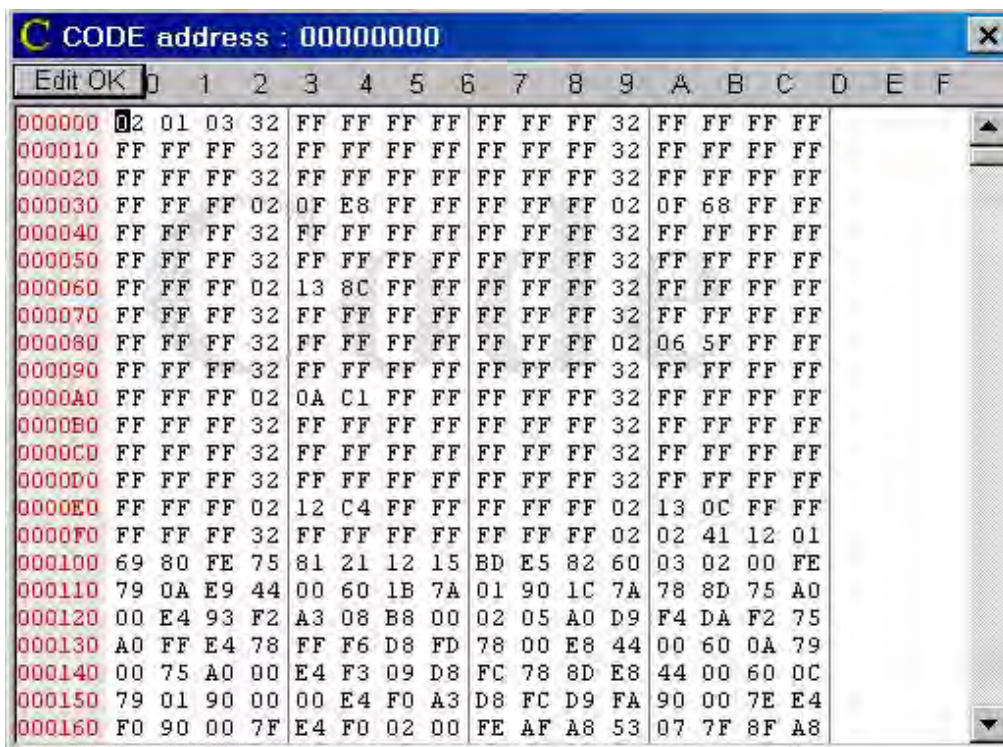 C CODE address : 00000000
Edit OK 0 1 2 3 4 5 6 7 8 9 A B C D E F
000000 02 01 03 32 FF FF FF FF FF FF FF 32 FF FF FF FF
000010 FF FF FF 32 FF FF FF FF FF FF FF 32 FF FF FF FF
000020 FF FF FF 32 FF FF FF FF FF FF FF 32 FF FF FF FF
000030 FF FF FF 02 0F E8 FF FF FF FF FF 02 0F 68 FF FF
000040 FF FF FF 32 FF FF FF FF FF FF FF 32 FF FF FF FF
000050 FF FF FF 32 FF FF FF FF FF FF FF 32 FF FF FF FF
000060 FF FF FF 02 13 8C FF FF FF FF FF 32 FF FF FF FF
000070 FF FF FF 32 FF FF FF FF FF FF FF 32 FF FF FF FF
000080 FF FF FF 32 FF FF FF FF FF FF FF 02 06 5F FF FF
000090 FF FF FF 32 FF FF FF FF FF FF FF 32 FF FF FF FF
0000A0 FF FF FF 02 0A C1 FF FF FF FF FF 32 FF FF FF FF
0000B0 FF FF FF 32 FF FF FF FF FF FF FF 32 FF FF FF FF
0000C0 FF FF FF 32 FF FF FF FF FF FF FF 32 FF FF FF FF
0000D0 FF FF FF 32 FF FF FF FF FF FF FF 32 FF FF FF FF
0000E0 FF FF FF 02 12 C4 FF FF FF FF FF 02 13 0C FF FF
0000F0 FF FF FF 32 FF FF FF FF FF FF FF 02 02 41 12 01
000100 69 80 FE 75 81 21 12 15 BD E5 82 60 03 02 00 FE
000110 79 0A E9 44 00 60 1B 7A 01 90 1C 7A 78 8D 75 A0
000120 00 E4 93 F2 A3 08 B8 00 02 05 A0 D9 F4 DA F2 75
000130 A0 FF E4 78 FF F6 D8 FD 78 00 E8 44 00 60 0A 79
000140 00 75 A0 00 E4 F3 09 D8 FC 78 8D E8 44 00 60 0C
000150 79 01 90 00 00 E4 F0 A3 D8 FC D9 FA 90 00 7E E4
000160 F0 90 00 7F E4 F0 02 00 FE AF A8 53 07 7F 8F A8